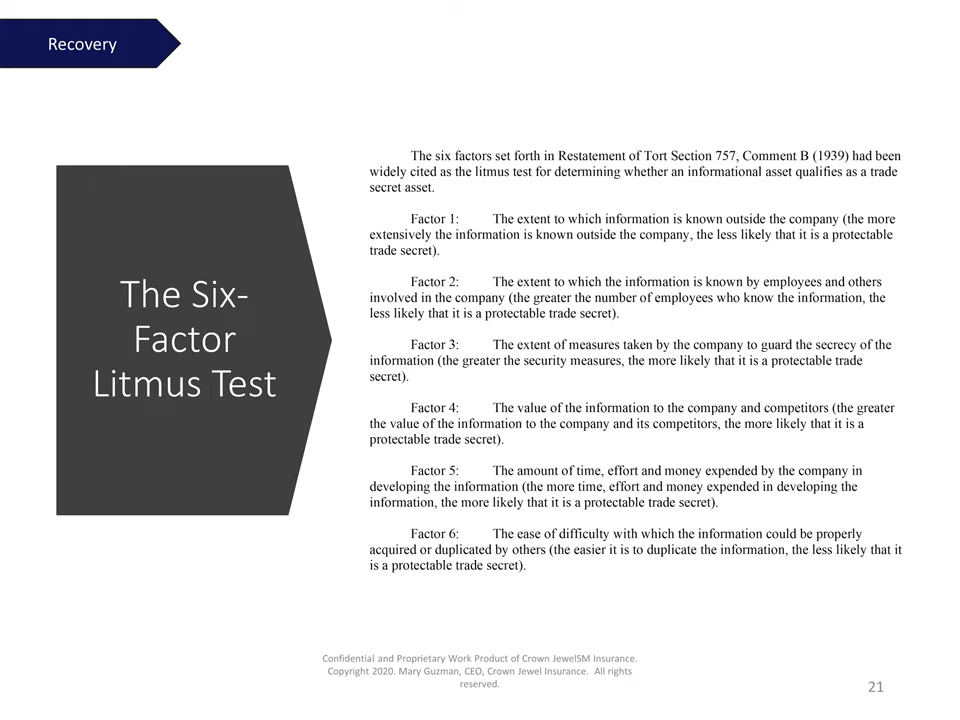 Recovery
The Six-
Factor
Litmus Test
The six factors set forth in Restatement of Tort Section 757, Comment B (1939) had been
widely cited as the litmus test for determining whether an informational asset qualifies as a trade
secret asset.
Factor 1: The extent to which information is known outside the company (the more
extensively the information is known outside the company, the less likely that it is a protectable
trade secret).
Factor 2: The extent to which the information is known by employees and others
involved in the company (the greater the number of employees who know the information, the
less likely that it is a protectable trade secret).
Factor 3: The extent of measures taken by the company to guard the secrecy of the
information (the greater the security measures, the more likely that it is a protectable trade
secret).
Factor 4: The value of the information to the company and competitors (the greater
the value of the information to the company and its competitors, the more likely that it is a
protectable trade secret).
Factor 5: The amount of time, effort and money expended by the company in
developing the information (the more time, effort and money expended in developing the
information, the more likely that it is a protectable trade secret).
Factor 6: The ease of difficulty with which the information could be properly
acquired or duplicated by others (the easier it is to duplicate the information, the less likely that it
is a protectable trade secret).
Confidential and Proprietary Work Product of Crown JewelSM Insurance.
Copyright 2020. Mary Guzman, CEO, Crown Jewel Insurance. All rights
reserved.
21